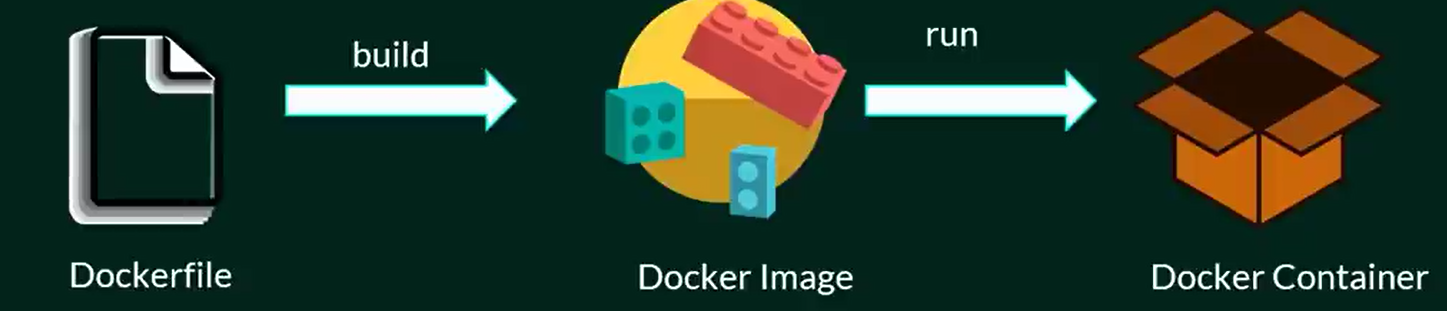 build
run
Dockerfile
Docker Image
Docker Container